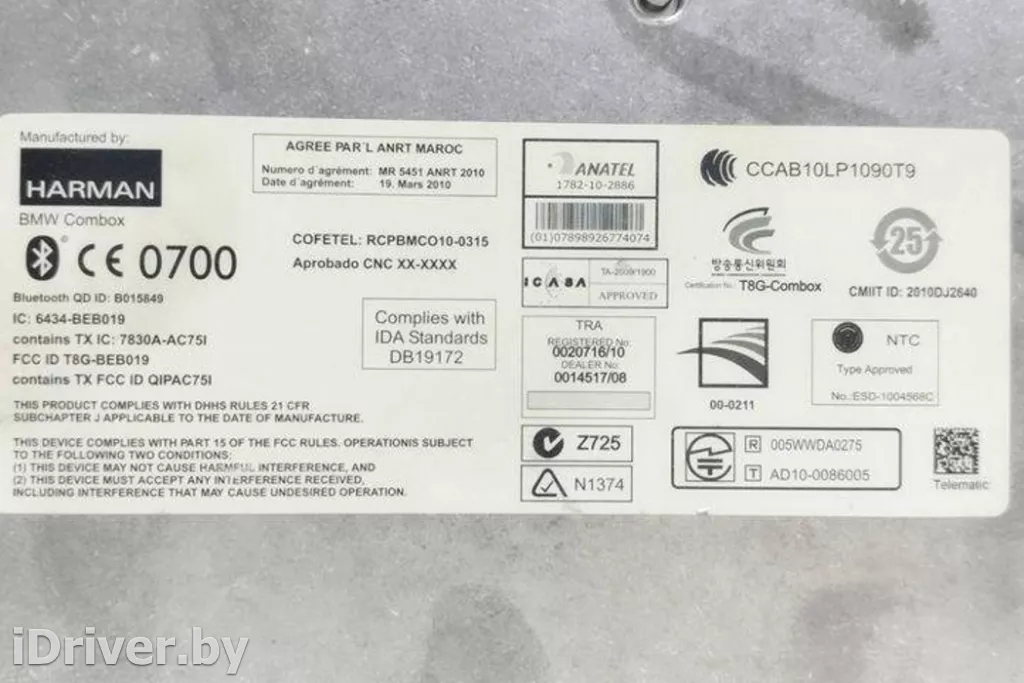 Manufactured by:
HARMAN
BMW Combox
CE 0700
Bluetooth QD ID: B015849
IC: 6434-BEB019
contains TX IC: 7830A-AC75I
FCC ID T8G-BEB019
contains TX FCC ID QIPAC75I
THIS PRODUCT COMPLIES WITH DHHS RULES 21 CFR
SUBCHAPTER J APPLICABLE TO THE DATE OF MANUFACTURE.
THIS DEVICE COMPLIES WITH PART 15 OF THE FCC RULES. OPERATIONIS SUBJECT
TO THE FOLLOWING TWO CONDITIONS:
(1) THIS DEVICE MAY NOT CAUSE HARMFUL INTERFERENCE, AND
(2) THIS DEVICE MUST ACCEPT ANY INTERFERENCE RECEIVED,
INCLUDING INTERFERENCE THAT MAY CAUSE UNDESIRED OPERATION.
AGREE PAR´L ANRT MAROC
Numero d´agrément: MR 5451 ANRT 2010
Date d´agrément: 19. Mars 2010
COFETEL: RCPBMCO10-0315
Aprobado CNC XX-XXXX
Complies with
IDA Standards
DB19172
ANATEL
1782-10-2886
(01)07898926774074
ICASA
TA-2009/1900
APPROVED
TRA
REGISTERED No:
0020716/10
DEALER No:
0014517/08
Z725
N1374
CCAB10LP1090T9
방송통신위원회
Certification No.: T8G-Combox
25
CMIIT ID: 2010DJ2640
00-0211
NTC
Type Approved
No.:ESD-1004568C
R 005WWDA0275
T AD10-0086005
Telematic
iDriver.by